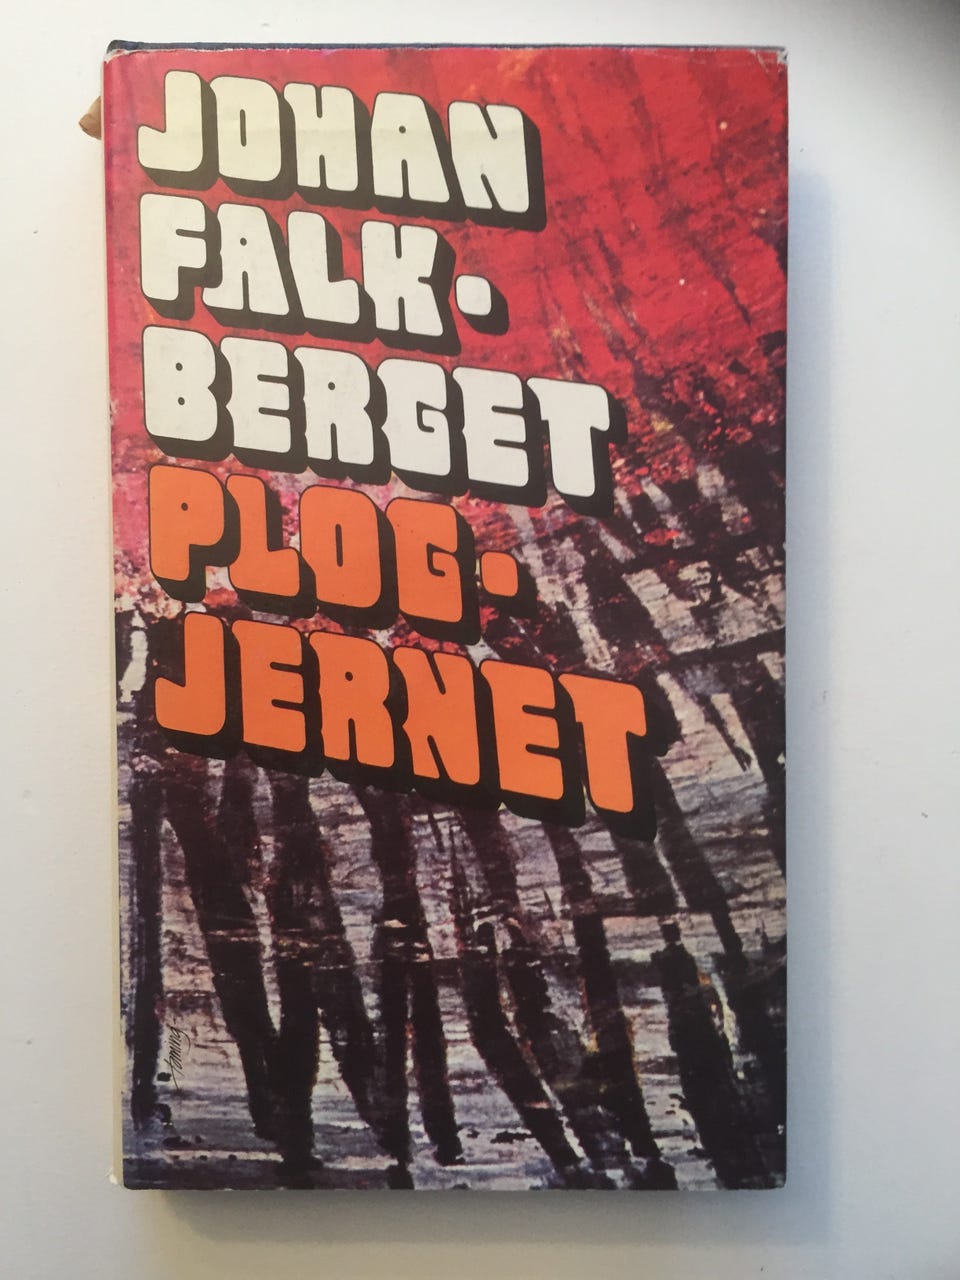 JOHAN
FALK-
BERGET
PLOG-
JERNET